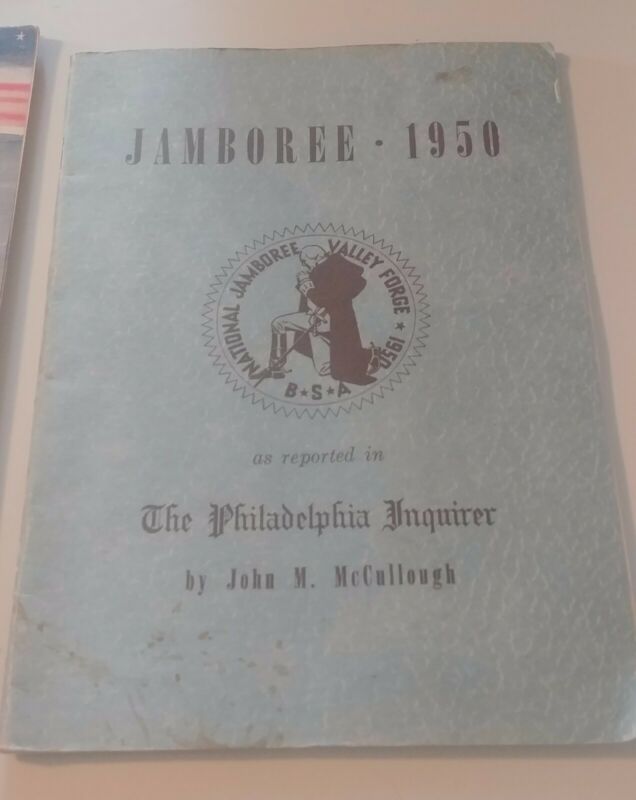 JAMBOREE · 1950
NATIONAL JAMBOREE VALLEY FORGE ★ 1950
B★S★A
as reported in
The Philadelphia Inquirer
by John M. McCullough